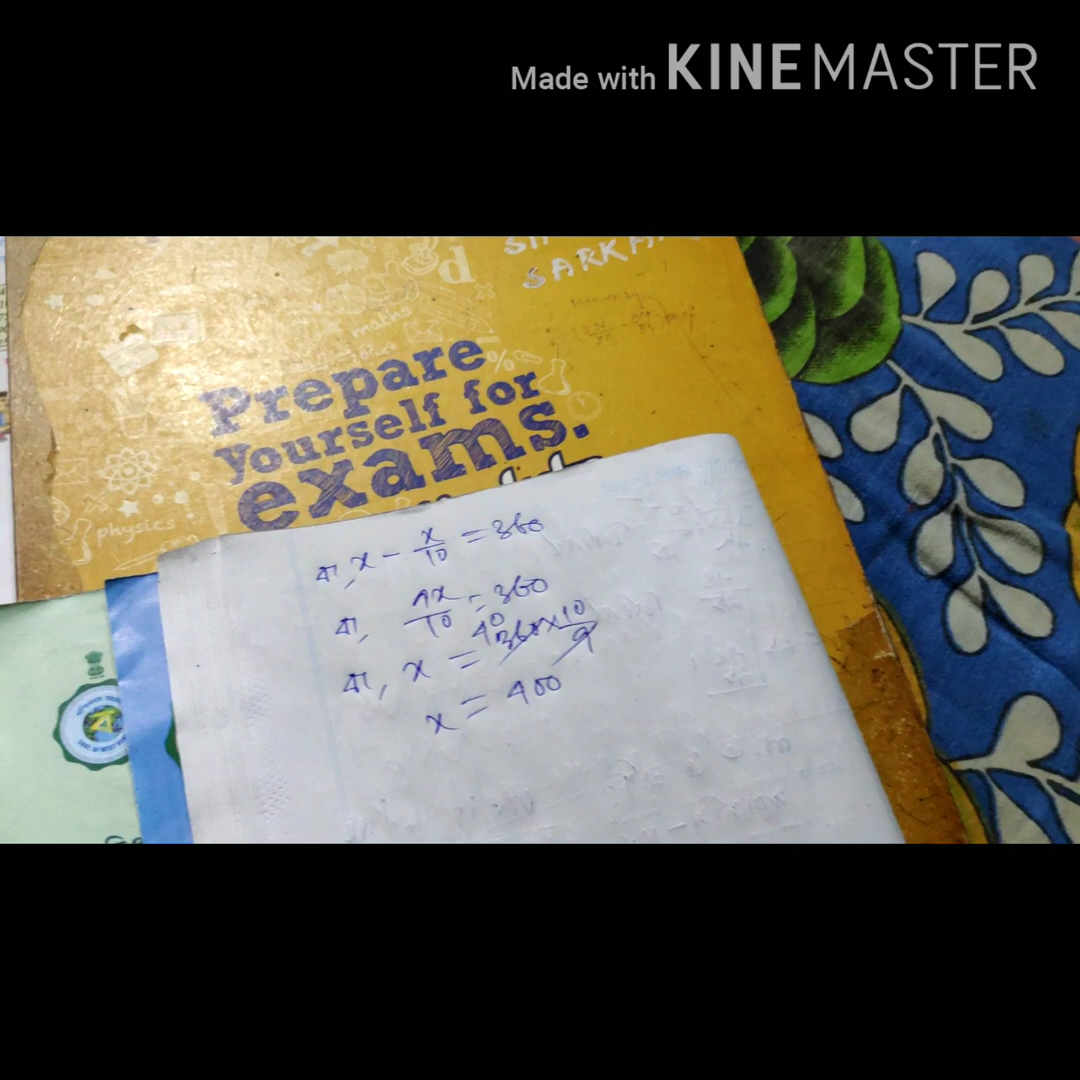 Made with KINEMASTER
d
SARKAR
maths
Prepare
yourself for
exams.
physics
বা, x - x/10 = 360
বা, 9x/10 = 360
40
বা, x = 360 × 10/9
x = 400